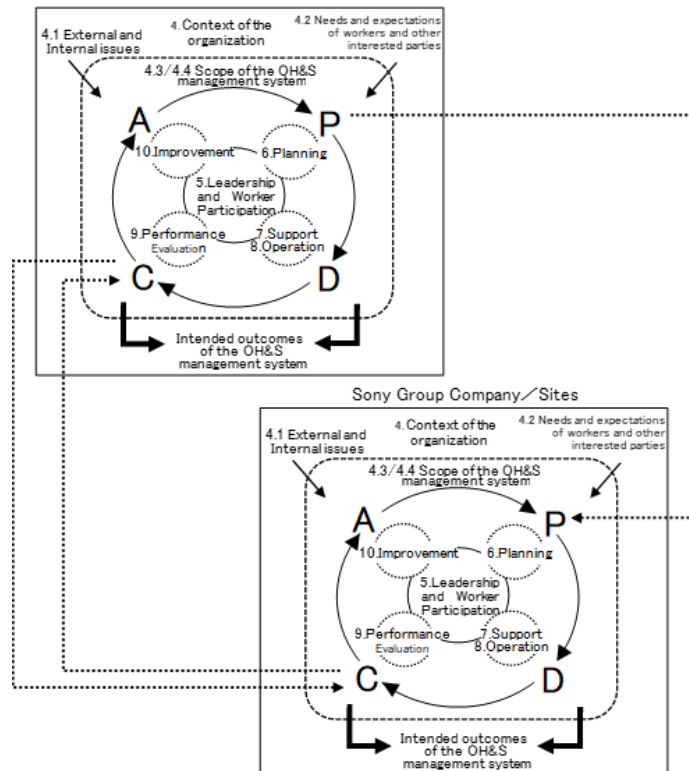 4.1 External and
Internal issues
4. Context of the
organization
4.2 Needs and expectations
of workers and other
interested parties
4.3/4.4 Scope of the OH&S
management system
A
P
10.Improvement
6.Planning
5.Leadership
and Worker
Participation
9.Performance
Evaluation
7.Support
8.Operation
C
D
Intended outcomes
of the OH&S
management system
Sony Group Company/Sites
4.1 External and
Internal issues
4. Context of the
organization
4.2 Needs and expectations
of workers and other
interested parties
4.3/4.4 Scope of the OH&S
management system
A
P
10.Improvement
6.Planning
5.Leadership
and Worker
Participation
9.Performance
Evaluation
7.Support
8.Operation
C
D
Intended outcomes
of the OH&S
management system